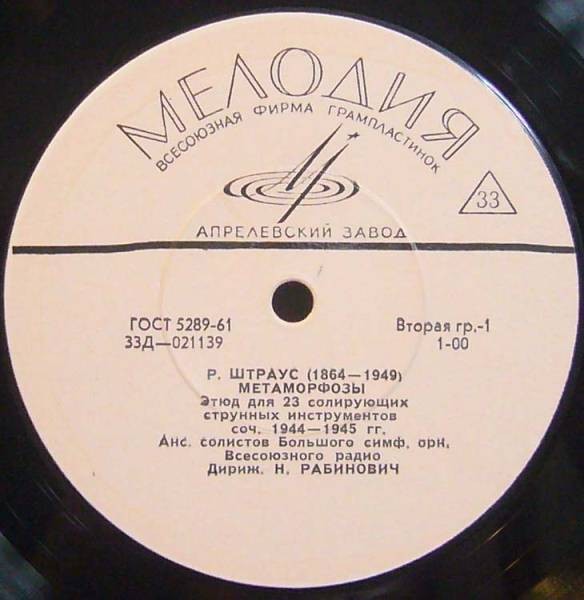 МЕЛОДИЯ
ВСЕСОЮЗНАЯ ФИРМА ГРАМПЛАСТИНОК
33
АПРЕЛЕВСКИЙ ЗАВОД
ГОСТ 5289-61 Вторая гр.-1
33Д—021139 1-00
Р. ШТРАУС (1864—1949)
МЕТАМОРФОЗЫ
Этюд для 23 солирующих
струнных инструментов
соч. 1944—1945 гг.
Анс. солистов Большого симф. орк.
Всесоюзного радио
Дириж. Н. РАБИНОВИЧ